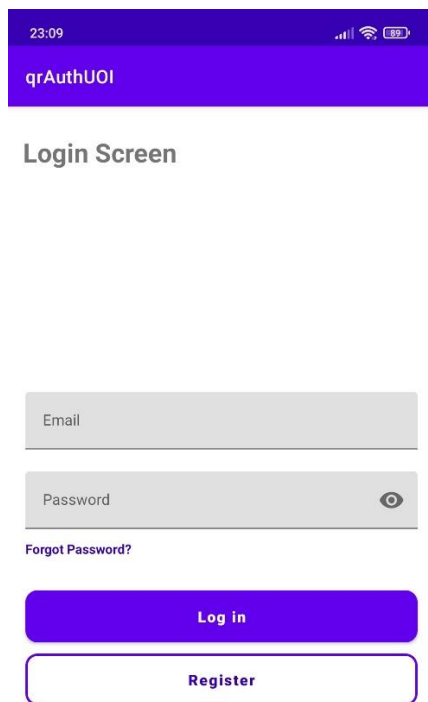 23:09
89
qrAuthUOI
Login Screen
Email
Password
Forgot Password?
Log in
Register